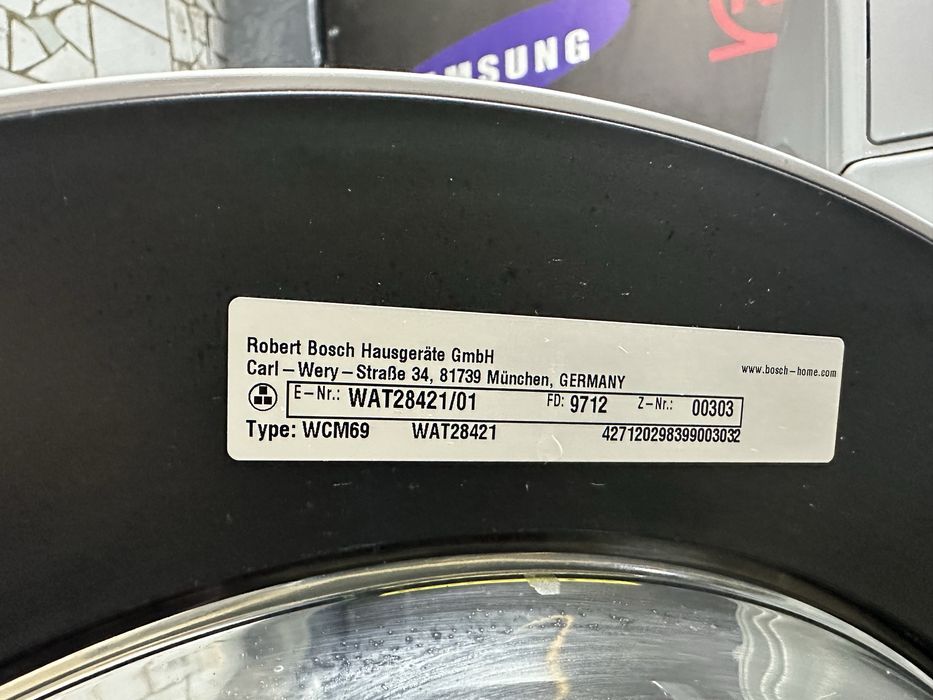 SAMSUNG
Robert Bosch Hausgeräte GmbH
Carl – Wery – Straße 34, 81739 München, GERMANY
www.bosch-home.com
E – Nr.: WAT28421/01 FD: 9712 Z – Nr.: 00303
Type: WCM69 WAT28421 427120298399003032